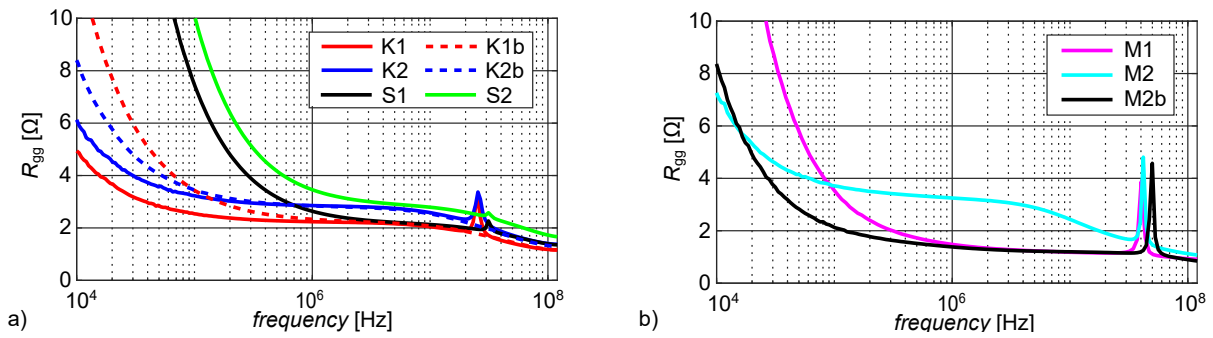 10
8
6
4
2
0
R_gg [Ω]
K1 K1b
K2 K2b
S1 S2
10^4 10^6 10^8
frequency [Hz]
a)
10
8
6
4
2
0
R_gg [Ω]
M1
M2
M2b
10^4 10^6 10^8
frequency [Hz]
b)